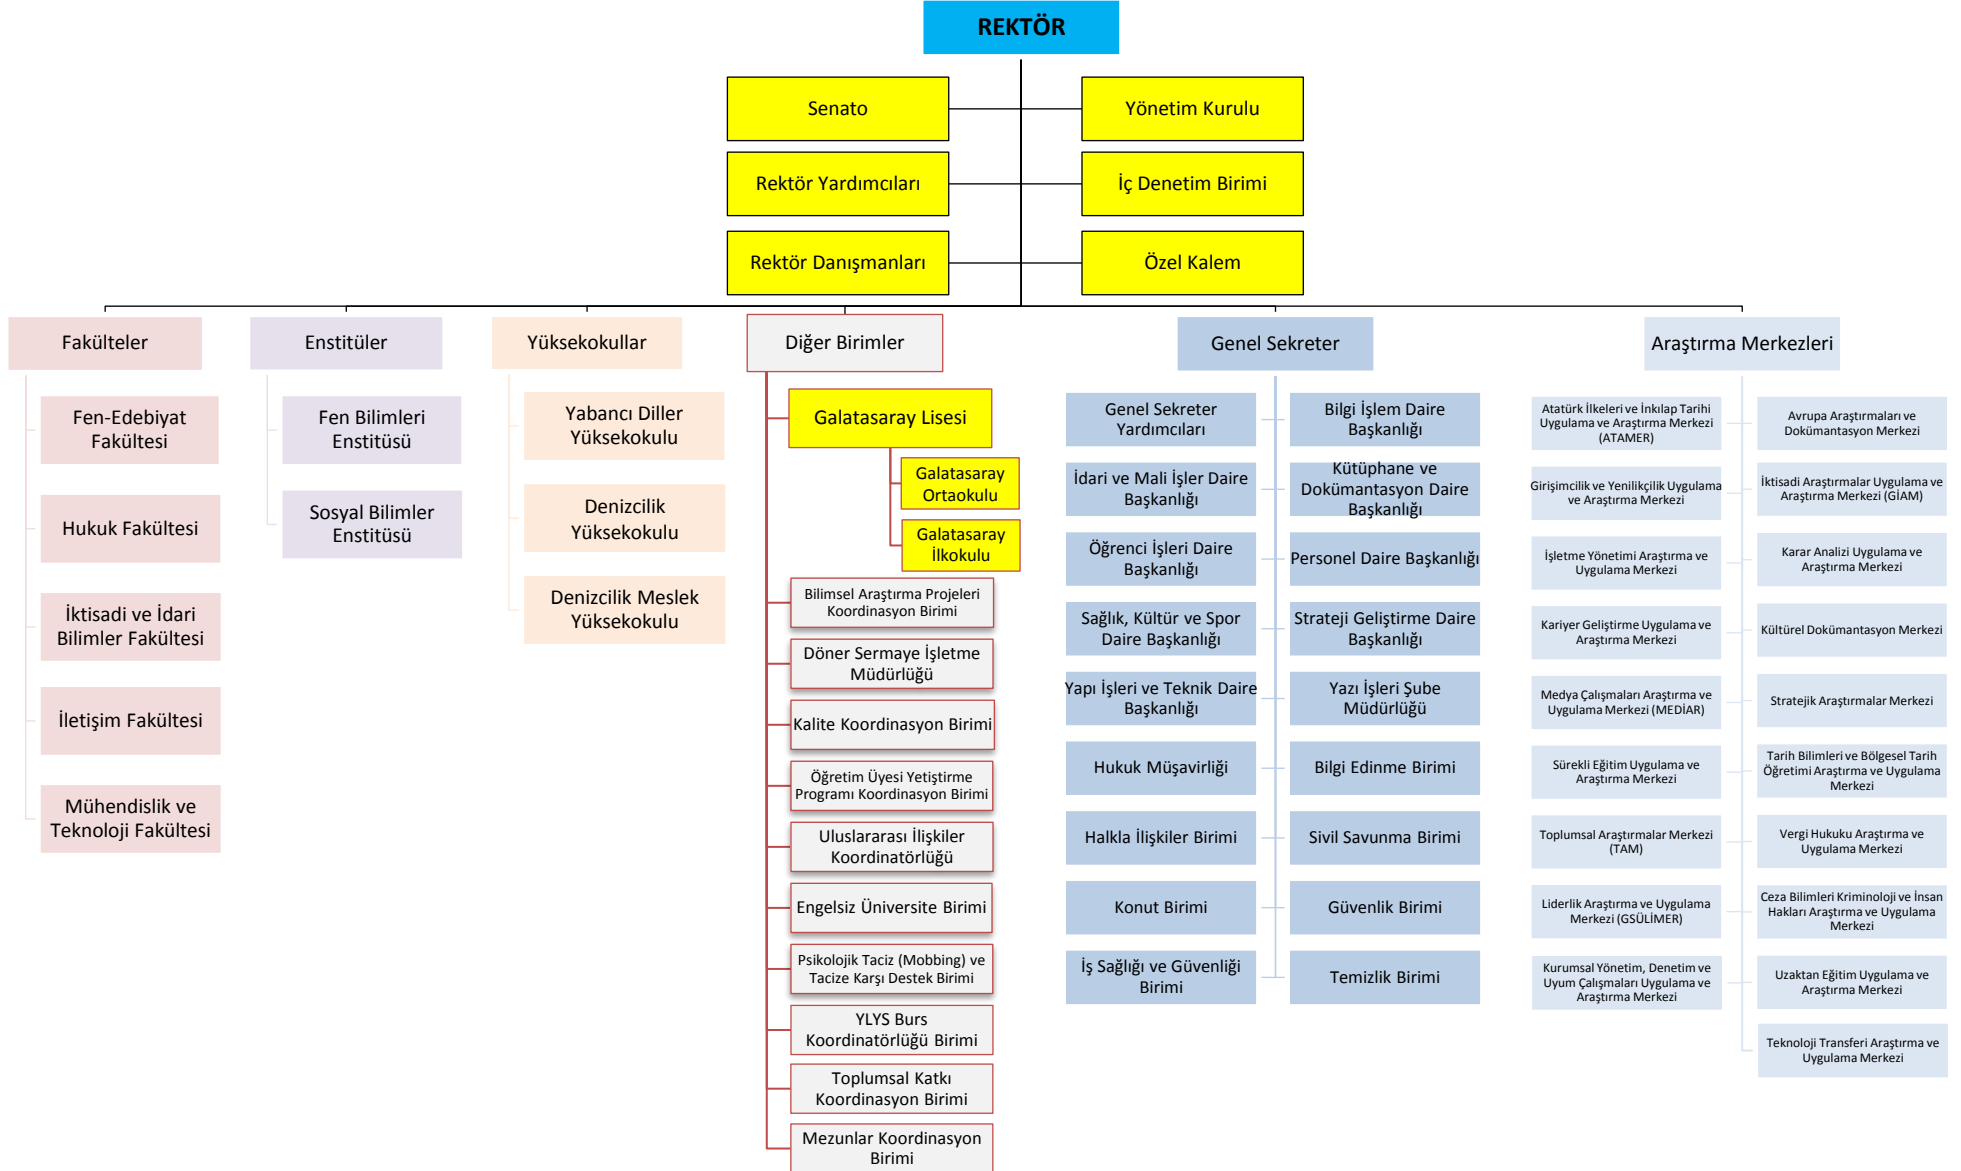 REKTÖR
Senato
Yönetim Kurulu
Rektör Yardımcıları
İç Denetim Birimi
Rektör Danışmanları
Özel Kalem
Fakülteler
Fen-Edebiyat
Fakültesi
Hukuk Fakültesi
İktisadi ve İdari
Bilimler Fakültesi
İletişim Fakültesi
Mühendislik ve
Teknoloji Fakültesi
Enstitüler
Fen Bilimleri
Enstitüsü
Sosyal Bilimler
Enstitüsü
Yüksekokullar
Yabancı Diller
Yüksekokulu
Denizcilik
Yüksekokulu
Denizcilik Meslek
Yüksekokulu
Diğer Birimler
Galatasaray Lisesi
Galatasaray
Ortaokulu
Galatasaray
İlkokulu
Bilimsel Araştırma Projeleri
Koordinasyon Birimi
Döner Sermaye İşletme
Müdürlüğü
Kalite Koordinasyon Birimi
Öğretim Üyesi Yetiştirme
Programı Koordinasyon Birimi
Uluslararası İlişkiler
Koordinatörlüğü
Engelsiz Üniversite Birimi
Psikolojik Taciz (Mobbing) ve
Tacize Karşı Destek Birimi
YLYS Burs
Koordinatörlüğü Birimi
Toplumsal Katkı
Koordinasyon Birimi
Mezunlar Koordinasyon
Birimi
Genel Sekreter
Genel Sekreter
Yardımcıları
Bilgi İşlem Daire
Başkanlığı
İdari ve Mali İşler Daire
Başkanlığı
Kütüphane ve
Dokümantasyon Daire
Başkanlığı
Öğrenci İşleri Daire
Başkanlığı
Personel Daire Başkanlığı
Sağlık, Kültür ve Spor
Daire Başkanlığı
Strateji Geliştirme Daire
Başkanlığı
Yapı İşleri ve Teknik Daire
Başkanlığı
Yazı İşleri Şube
Müdürlüğü
Hukuk Müşavirliği
Bilgi Edinme Birimi
Halkla İlişkiler Birimi
Sivil Savunma Birimi
Konut Birimi
Güvenlik Birimi
İş Sağlığı ve Güvenliği
Birimi
Temizlik Birimi
Araştırma Merkezleri
Atatürk İlkeleri ve İnkılap Tarihi
Uygulama ve Araştırma Merkezi
(ATAMER)
Avrupa Araştırmaları ve
Dokümantasyon Merkezi
Girişimcilik ve Yenilikçilik Uygulama
ve Araştırma Merkezi
İktisadi Araştırmalar Uygulama ve
Araştırma Merkezi (GİAM)
İşletme Yönetimi Araştırma ve
Uygulama Merkezi
Karar Analizi Uygulama ve
Araştırma Merkezi
Kariyer Geliştirme Uygulama ve
Araştırma Merkezi
Kültürel Dokümantasyon Merkezi
Medya Çalışmaları Araştırma ve
Uygulama Merkezi (MEDİAR)
Stratejik Araştırmalar Merkezi
Sürekli Eğitim Uygulama ve
Araştırma Merkezi
Tarih Bilimleri ve Bölgesel Tarih
Öğretimi Araştırma ve Uygulama
Merkezi
Toplumsal Araştırmalar Merkezi
(TAM)
Vergi Hukuku Araştırma ve
Uygulama Merkezi
Liderlik Araştırma ve Uygulama
Merkezi (GSÜLİMER)
Ceza Bilimleri Kriminoloji ve İnsan
Hakları Araştırma ve Uygulama
Merkezi
Kurumsal Yönetim, Denetim ve
Uyum Çalışmaları Uygulama ve
Araştırma Merkezi
Uzaktan Eğitim Uygulama ve
Araştırma Merkezi
Teknoloji Transferi Araştırma ve
Uygulama Merkezi